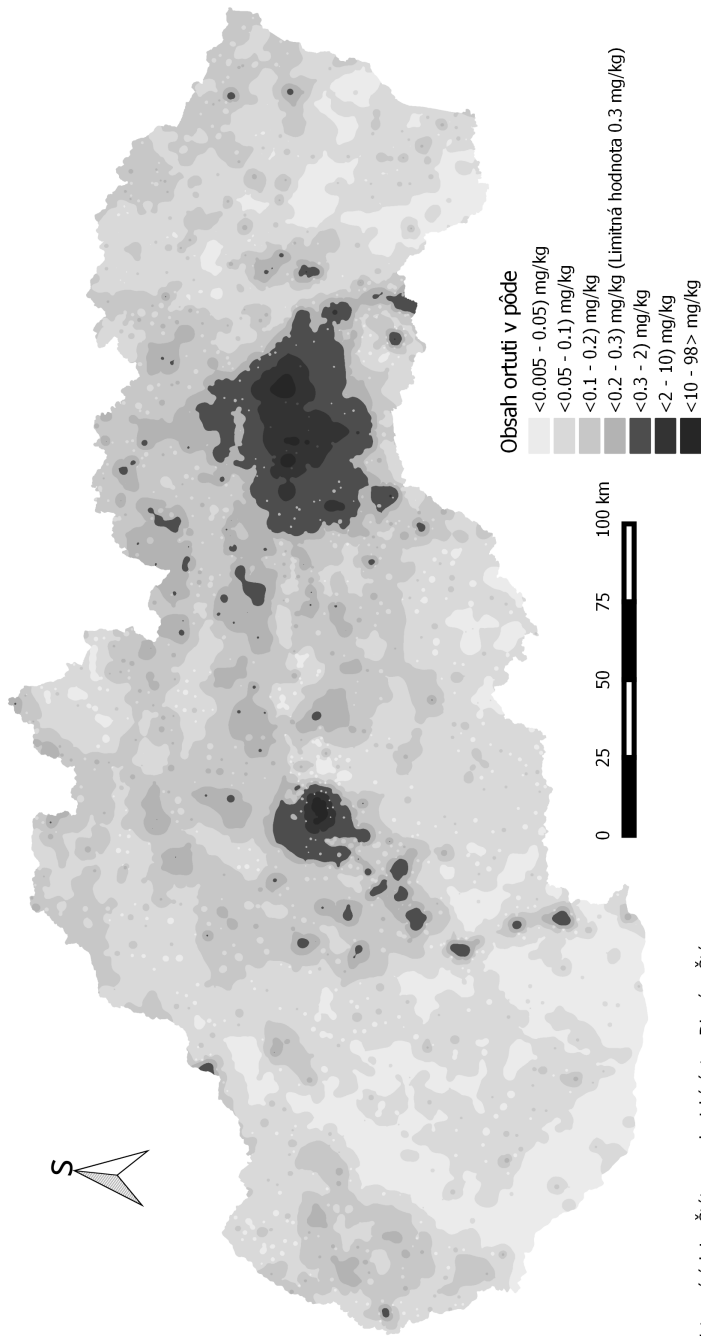 S
Obsah ortuti v pôde
<0.005 - 0.05) mg/kg
<0.05 - 0.1) mg/kg
<0.1 - 0.2) mg/kg
<0.2 - 0.3) mg/kg (Limitná hodnota 0.3 mg/kg)
<0.3 - 2) mg/kg
<2 - 10) mg/kg
<10 - 98> mg/kg
0 25 50 75 100 km